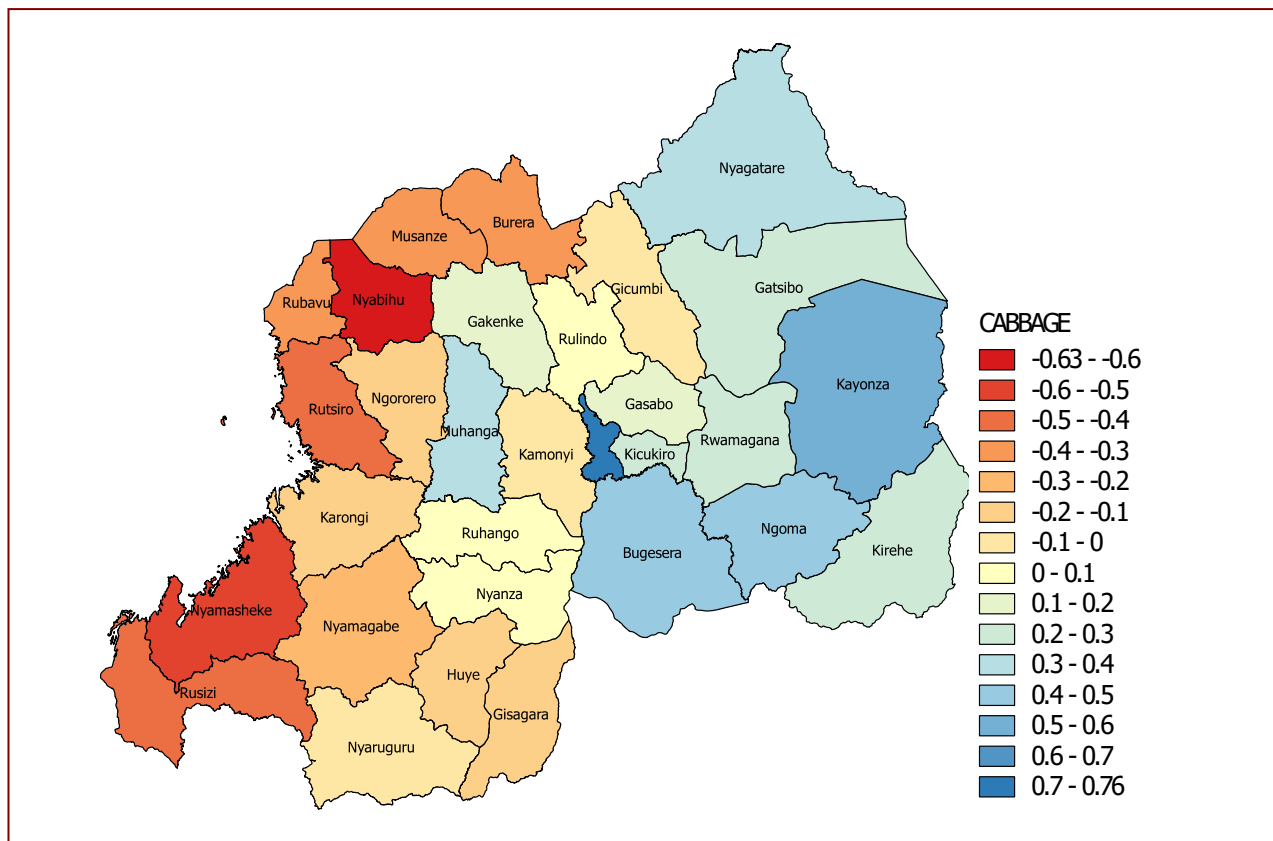 Nyagatare
Burera
Musanze
Gicumbi
Gatsibo
Rubavu
Nyabihu
Gakenke
Rulindo
Kayonza
Ngororero
Rutsiro
Gasabo
Muhanga
Rwamagana
Kamonyi
Kicukiro
Karongi
Ruhango
Ngoma
Bugesera
Kirehe
Nyanza
Nyamasheke
Nyamagabe
Huye
Rusizi
Gisagara
Nyaruguru
CABBAGE
-0.63 - -0.6
-0.6 - -0.5
-0.5 - -0.4
-0.4 - -0.3
-0.3 - -0.2
-0.2 - -0.1
-0.1 - 0
0 - 0.1
0.1 - 0.2
0.2 - 0.3
0.3 - 0.4
0.4 - 0.5
0.5 - 0.6
0.6 - 0.7
0.7 - 0.76